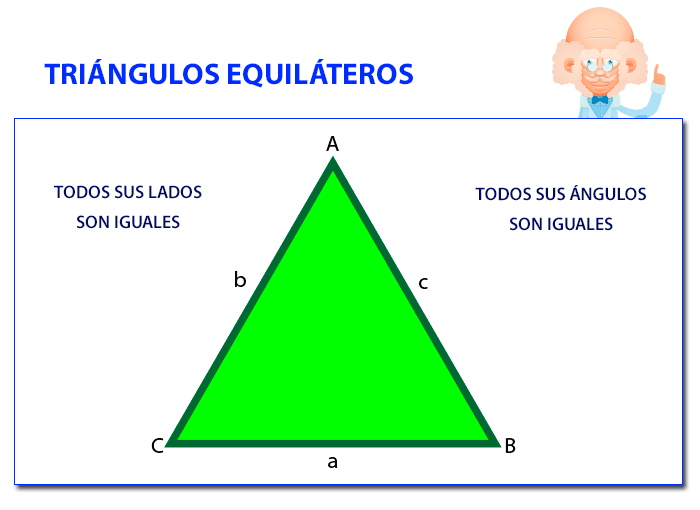 TRIÁNGULOS EQUILÁTEROS
A
TODOS SUS LADOS
SON IGUALES
TODOS SUS ÁNGULOS
SON IGUALES
b
c
C
B
a